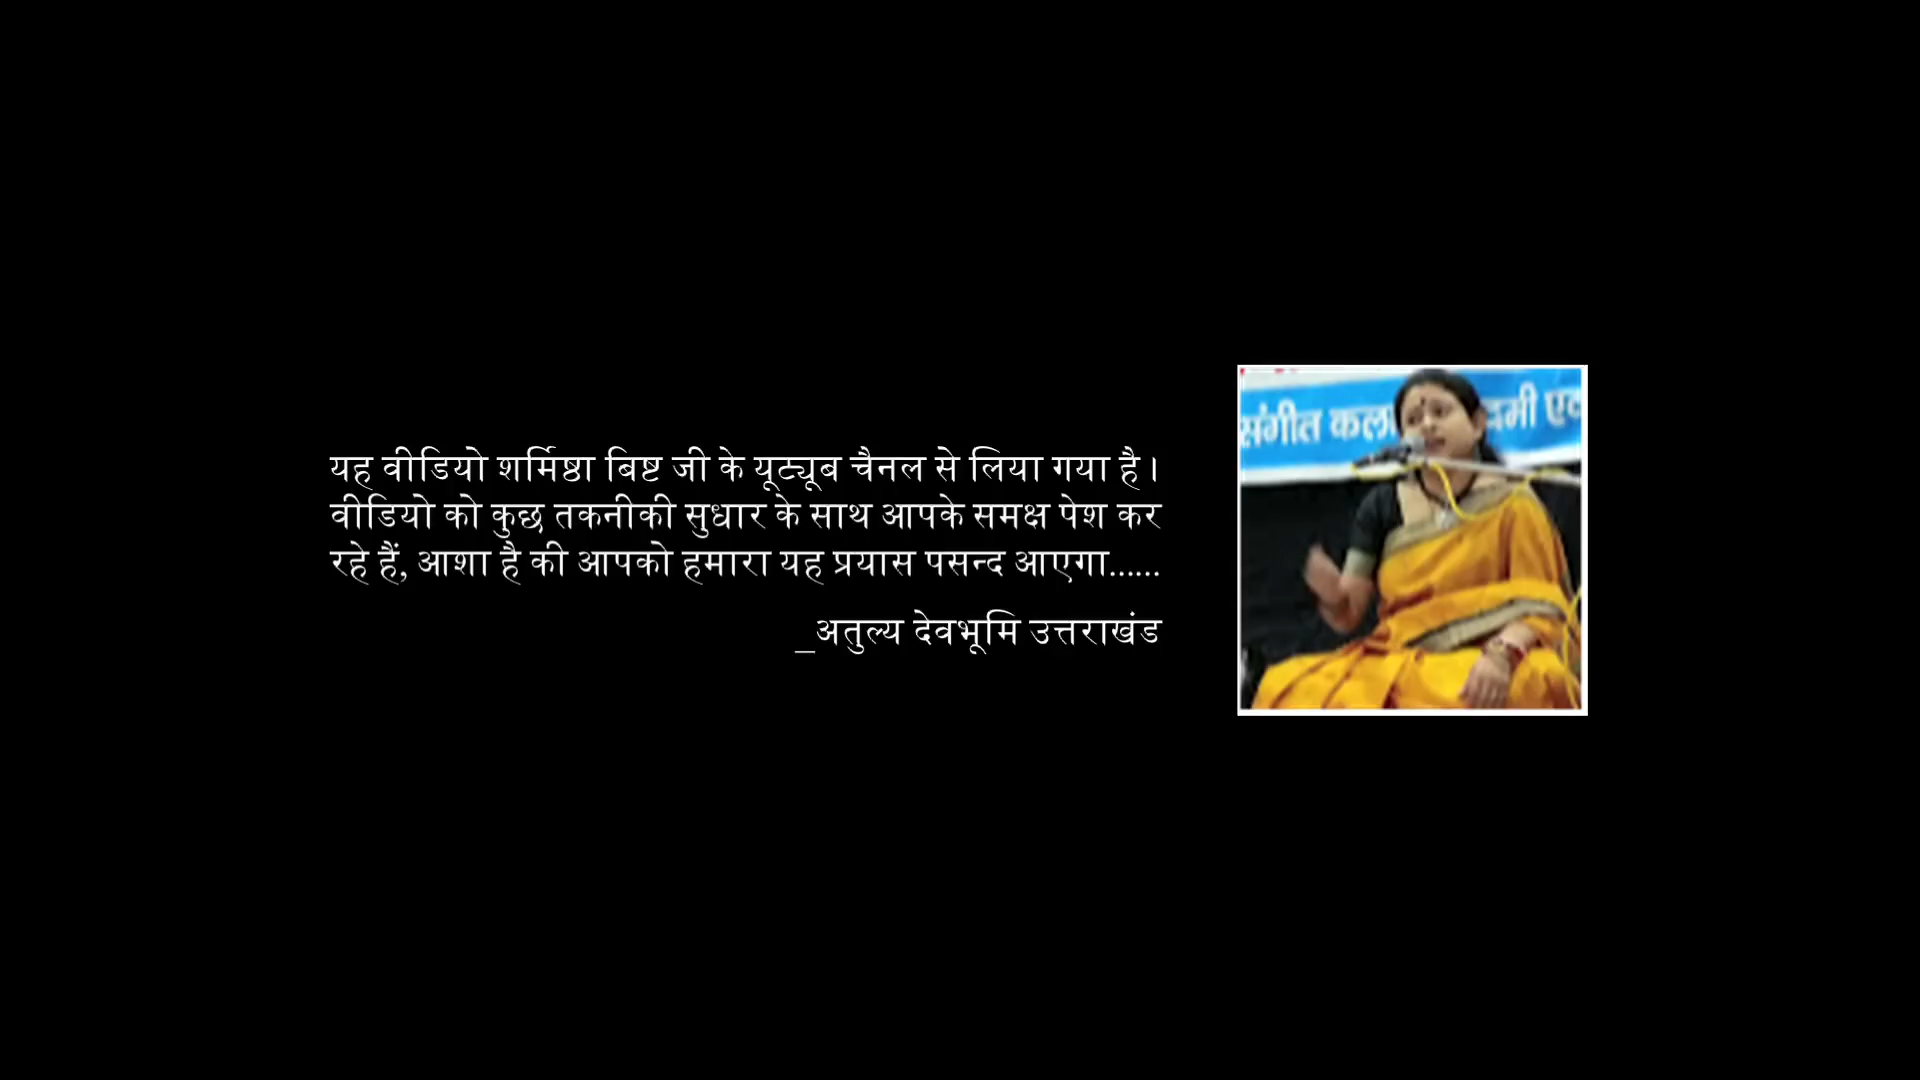 यह वीडियो शर्मिष्ठा बिष्ट जी के यूट्यूब चैनल से लिया गया है।
वीडियो को कुछ तकनीकी सुधार के साथ आपके समक्ष पेश कर
रहे हैं, आशा है की आपको हमारा यह प्रयास पसन्द आएगा......
_अतुल्य देवभूमि उत्तराखंड
संगीत